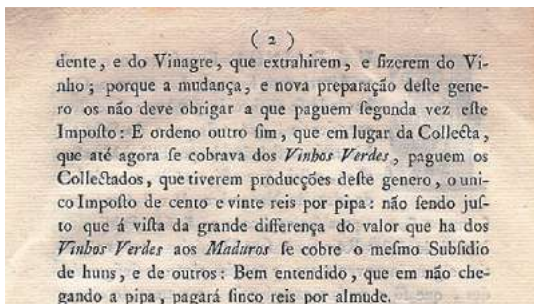 ( 2 )
dente, e do Vinagre, que extrahirem, e fizerem do Vi-
nho; porque a mudança, e nova preparação deſte gene-
ro os não deve obrigar a que paguem ſegunda vez eſte
Impoſto: E ordeno outro ſim, que em lugar da Collecta,
que até agora ſe cobrava dos Vinhos Verdes, paguem os
Collectados, que tiverem producções deſte genero, o uni-
co Impoſto de cento e vinte reis por pipa: não ſendo juſ-
to que á viſta da grande differença do valor que ha dos
Vinhos Verdes aos Maduros ſe cobre o meſmo Subſidio
de huns, e de outros: Bem entendido, que em não che-
gando a pipa, pagará ſinco reis por almude.